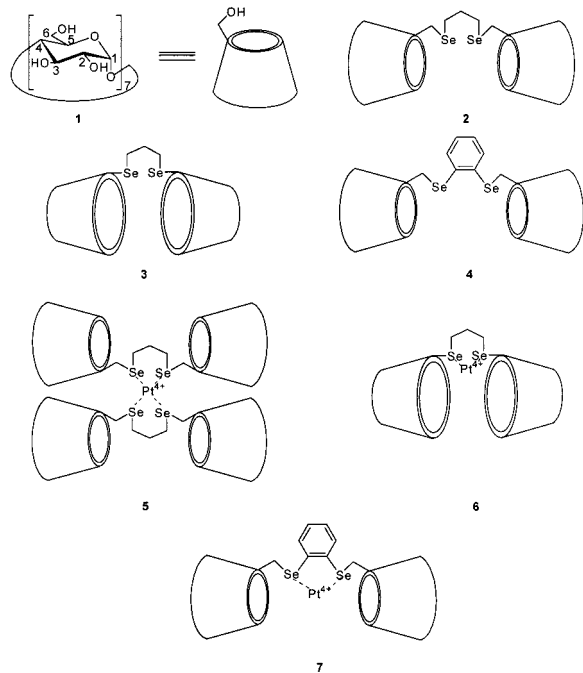 OH
6 OH
5 O
4
HO 3 2 OH 1
O
7
1
Se Se
2
Se Se
3
Se Se
4
Se Se
Pt4+
Se Se
5
Se Se
Pt4+
6
Se Se
Pt4+
7